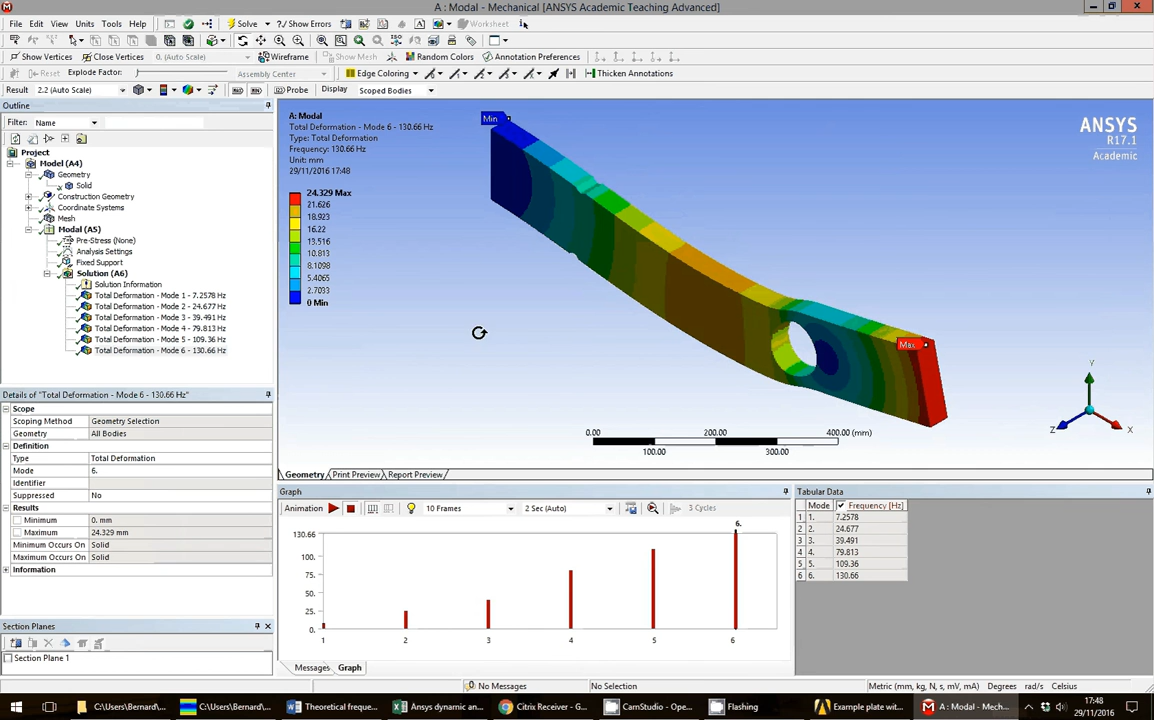 A : Modal - Mechanical [ANSYS Academic Teaching Advanced]
File Edit View Units Tools Help Solve ?/ Show Errors Worksheet
Show Vertices Close Vertices 0. (Auto Scale) Wireframe Show Mesh Random Colors Annotation Preferences
Reset Explode Factor: Assembly Center Edge Coloring Thicken Annotations
Result 2.2 (Auto Scale) Probe Display Scoped Bodies
Outline
Filter: Name
Project
Model (A4)
Geometry
Solid
Construction Geometry
Coordinate Systems
Mesh
Modal (A5)
Pre-Stress (None)
Analysis Settings
Fixed Support
Solution (A6)
Solution Information
Total Deformation - Mode 1 - 7.2578 Hz
Total Deformation - Mode 2 - 24.677 Hz
Total Deformation - Mode 3 - 39.491 Hz
Total Deformation - Mode 4 - 79.813 Hz
Total Deformation - Mode 5 - 109.36 Hz
Total Deformation - Mode 6 - 130.66 Hz
Details of "Total Deformation - Mode 6 - 130.66 Hz"
Scope
Scoping Method Geometry Selection
Geometry All Bodies
Definition
Type Total Deformation
Mode 6.
Identifier
Suppressed No
Results
Minimum 0. mm
Maximum 24.329 mm
Minimum Occurs On Solid
Maximum Occurs On Solid
Information
Section Planes
Section Plane 1
A: Modal
Total Deformation - Mode 6 - 130.66 Hz
Type: Total Deformation
Frequency: 130.66 Hz
Unit: mm
29/11/2016 17:48
24.329 Max
21.626
18.923
16.22
13.516
10.813
8.1098
5.4065
2.7033
0 Min
Min
Max
ANSYS
R17.1
Academic
0.00 200.00 400.00 (mm)
100.00 300.00
Y
Z X
Geometry Print Preview Report Preview
Graph
Animation 10 Frames 2 Sec (Auto) 3 Cycles
6.
130.66
100.
75.
50.
25.
0.
1 2 3 4 5 6
Messages Graph
Tabular Data
Mode Frequency [Hz]
1 1. 7.2578
2 2. 24.677
3 3. 39.491
4 4. 79.813
5 5. 109.36
6 6. 130.66
No Messages No Selection Metric (mm, kg, N, s, mV, mA) Degrees rad/s Celsius
C:\Users\Bernard\... C:\Users\Bernard\... Theoretical freque... Ansys dynamic an... Citrix Receiver - G... CamStudio - Ope... Flashing Example plate wit... A : Modal - Mech... 17:48
29/11/2016